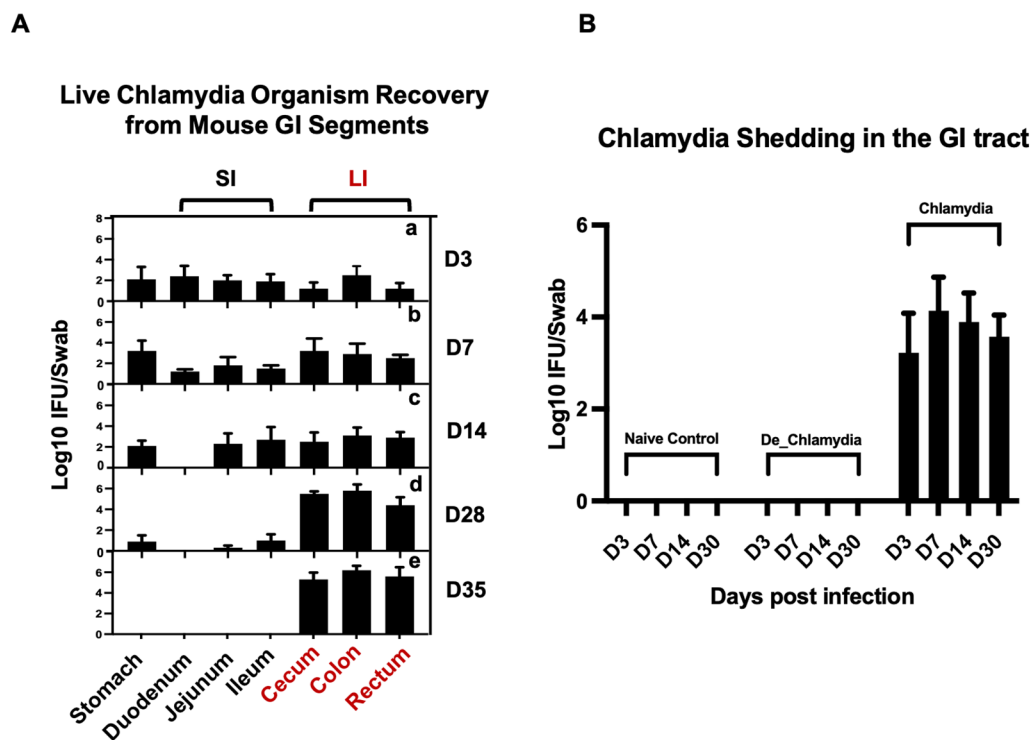 A
Live Chlamydia Organism Recovery
from Mouse GI Segments
SI
LI
Log10 IFU/Swab
8
6
4
2
0
a
D3
6
4
2
0
b
D7
6
4
2
0
c
D14
6
4
2
0
d
D28
6
4
2
0
e
D35
Stomach
Duodenum
Jejunum
Ileum
Cecum
Colon
Rectum
B
Chlamydia Shedding in the GI tract
Log10 IFU/Swab
6
4
2
0
Naive Control
De_Chlamydia
Chlamydia
D3
D7
D14
D30
D3
D7
D14
D30
D3
D7
D14
D30
Days post infection